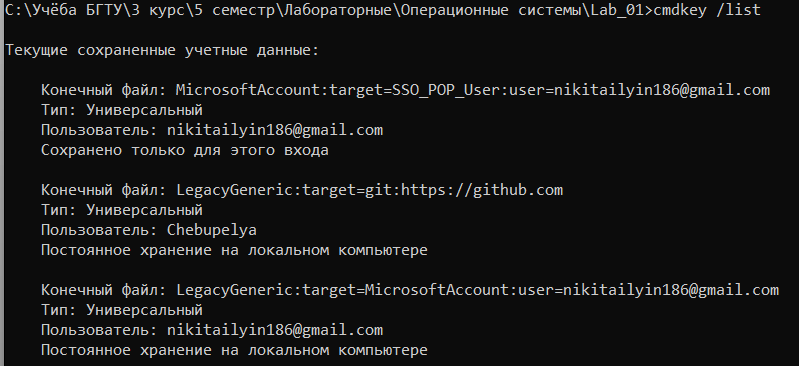 C:\Учёба БГТУ\3 курс\5 семестр\Лабораторные\Операционные системы\Lab_01>cmdkey /list
Текущие сохраненные учетные данные:
Конечный файл: MicrosoftAccount:target=SSO_POP_User:user=nikitailyin186@gmail.com
Тип: Универсальный
Пользователь: nikitailyin186@gmail.com
Сохранено только для этого входа
Конечный файл: LegacyGeneric:target=git:https://github.com
Тип: Универсальный
Пользователь: Chebupelya
Постоянное хранение на локальном компьютере
Конечный файл: LegacyGeneric:target=MicrosoftAccount:user=nikitailyin186@gmail.com
Тип: Универсальный
Пользователь: nikitailyin186@gmail.com
Постоянное хранение на локальном компьютере